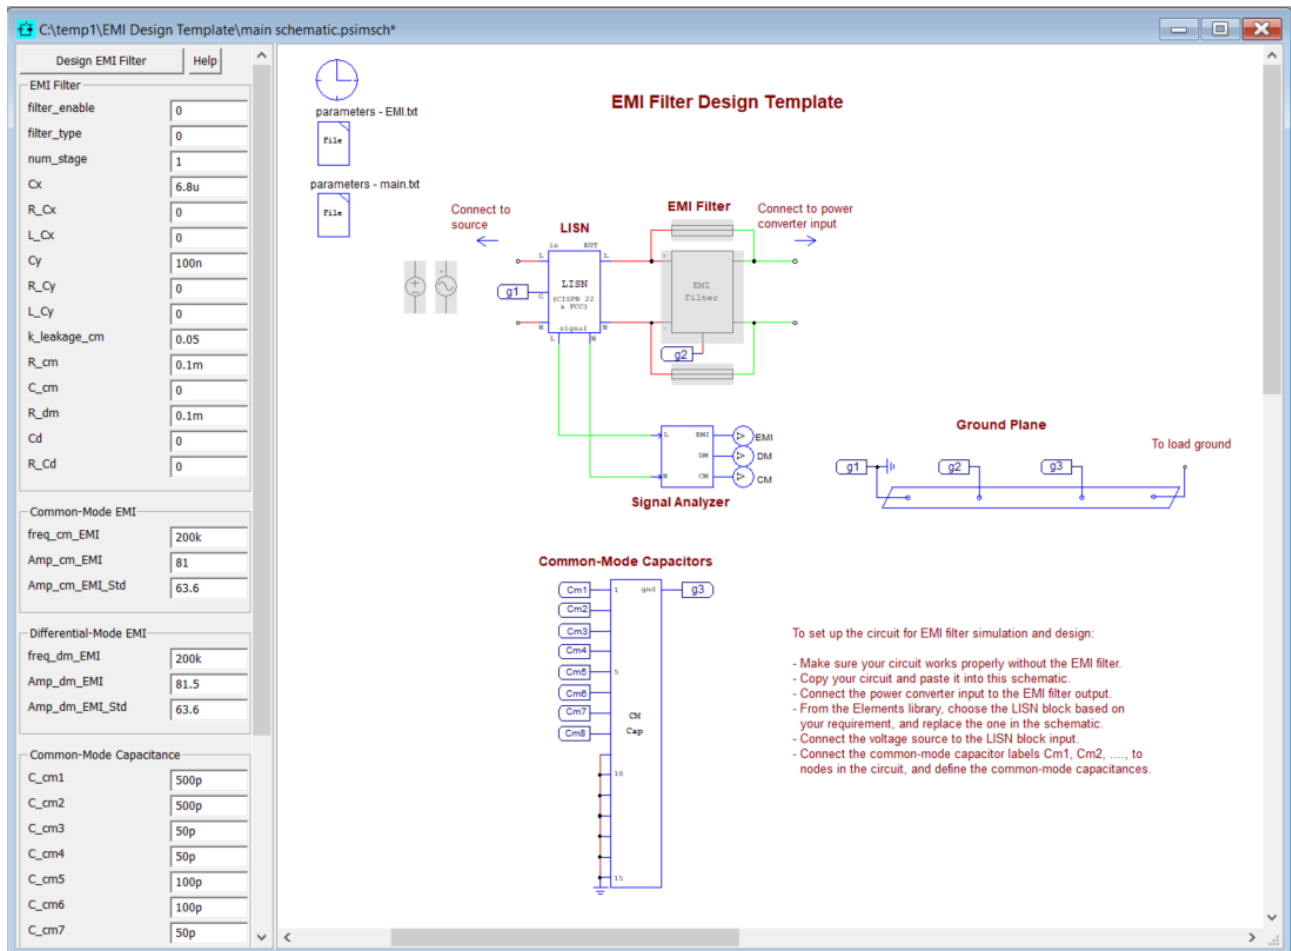 C:\temp1\EMI Design Template\main schematic.psimsch*
Design EMI Filter
Help
EMI Filter
filter_enable 0
filter_type 0
num_stage 1
Cx 6.8u
R_Cx 0
L_Cx 0
Cy 100n
R_Cy 0
L_Cy 0
k_leakage_cm 0.05
R_cm 0.1m
C_cm 0
R_dm 0.1m
Cd 0
R_Cd 0
Common-Mode EMI
freq_cm_EMI 200k
Amp_cm_EMI 81
Amp_cm_EMI_Std 63.6
Differential-Mode EMI
freq_dm_EMI 200k
Amp_dm_EMI 81.5
Amp_dm_EMI_Std 63.6
Common-Mode Capacitance
C_cm1 500p
C_cm2 500p
C_cm3 50p
C_cm4 50p
C_cm5 100p
C_cm6 100p
C_cm7 50p
parameters - EMI.txt
File
parameters - main.txt
File
EMI Filter Design Template
Connect to
source
LISN
in EUT
L L
LISN
(CISPR 22
& FCC)
g1 G
N N
signal
L N
EMI Filter
EMI
Filter
g2
Connect to power
converter input
L EMI EMI
DM DM
N CM CM
Signal Analyzer
Ground Plane
To load ground
g1
g2
g3
Common-Mode Capacitors
Cm1 1 gnd g3
Cm2
Cm3
Cm4
Cm5 5
Cm6
Cm7
Cm8
CM
Cap
10
15
To set up the circuit for EMI filter simulation and design:
- Make sure your circuit works properly without the EMI filter.
- Copy your circuit and paste it into this schematic.
- Connect the power converter input to the EMI filter output.
- From the Elements library, choose the LISN block based on
your requirement, and replace the one in the schematic.
- Connect the voltage source to the LISN block input.
- Connect the common-mode capacitor labels Cm1, Cm2, ...., to
nodes in the circuit, and define the common-mode capacitances.